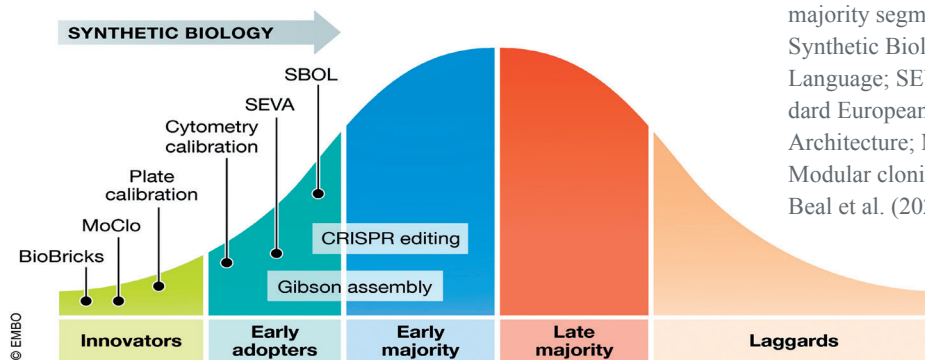 SYNTHETIC BIOLOGY
SBOL
SEVA
Cytometry
calibration
Plate
calibration
MoClo
BioBricks
CRISPR editing
Gibson assembly
Innovators
Early
adopters
Early
majority
Late
majority
Laggards
© EMBO
majority segm
Synthetic Biol
Language; SE
dard European
Architecture;
Modular cloni
Beal et al. (20